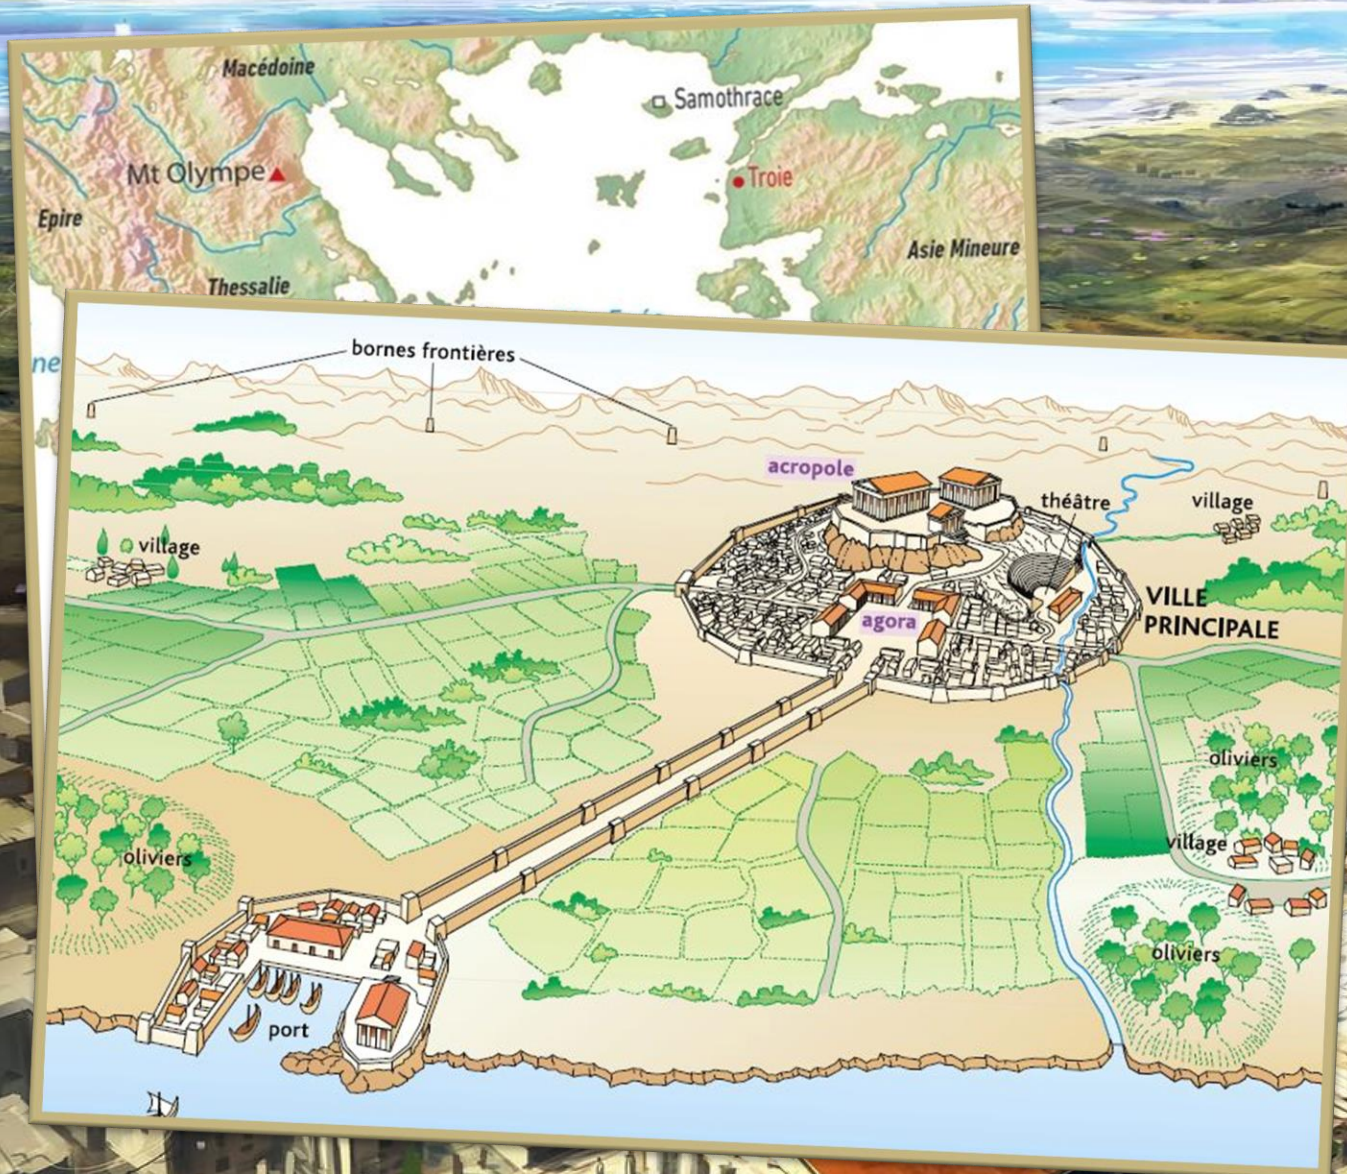 Macédoine
Samothrace
Mt Olympe
Troie
Epire
Asie Mineure
Thessalie
ne
bornes frontières
acropole
théâtre
village
village
VILLE
PRINCIPALE
agora
oliviers
village
oliviers
oliviers
port